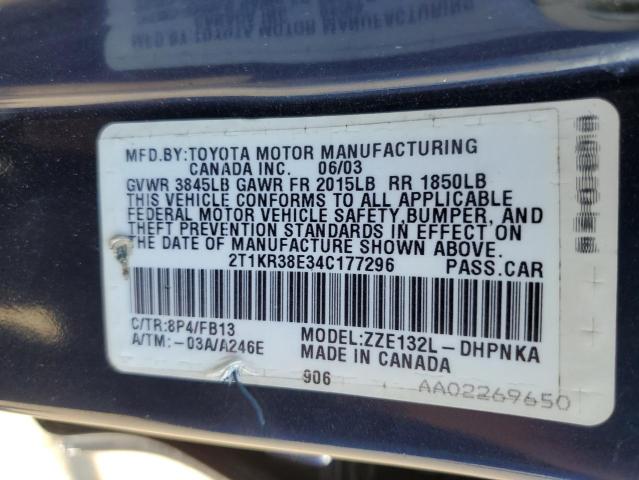 MFD.BY:TOYOTA MOTOR MANUFACTURING
CANADA INC. 06/03
GVWR 3845LB GAWR FR 2015LB RR 1850LB
THIS VEHICLE CONFORMS TO ALL APPLICABLE
FEDERAL MOTOR VEHICLE SAFETY,BUMPER, AND
THEFT PREVENTION STANDARDS IN EFFECT ON
THE DATE OF MANUFACTURE SHOWN ABOVE.
2T1KR38E34C177296 PASS.CAR
C/TR:8P4/FB13 MODEL:ZZE132L-DHPNKA
A/TM:-03A/A246E MADE IN CANADA
906 AA02269650